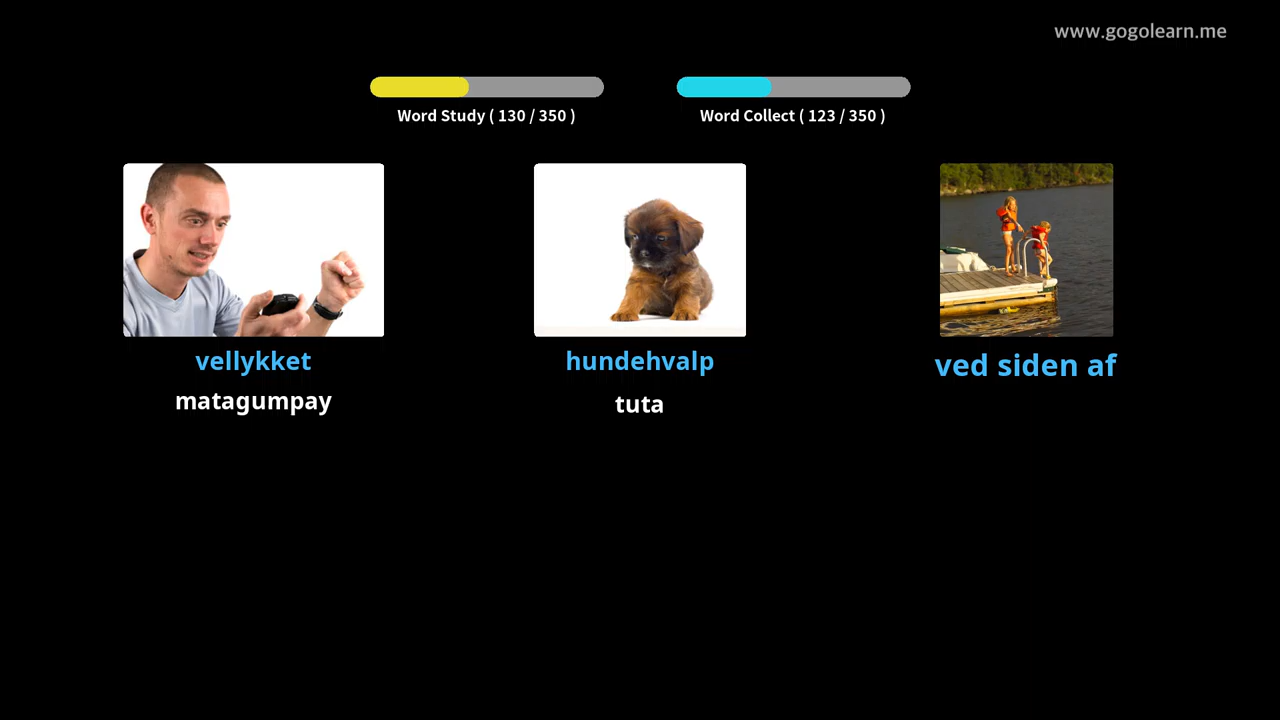 www.gogolearn.me
Word Study ( 130 / 350 )
Word Collect ( 123 / 350 )
vellykket
matagumpay
hundehvalp
tuta
ved siden af